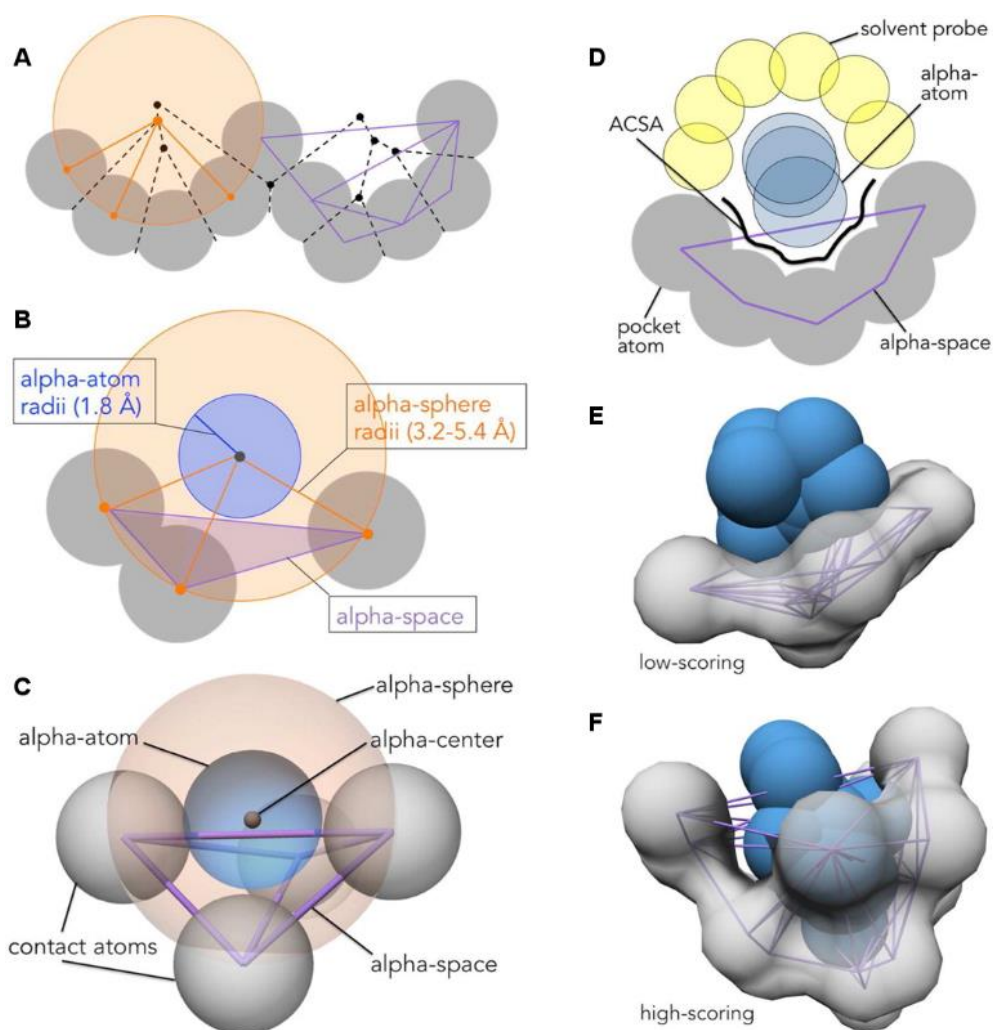 A
B
alpha-atom
radii (1.8 Å)
alpha-sphere
radii (3.2-5.4 Å)
alpha-space
C
alpha-sphere
alpha-atom
alpha-center
contact atoms
alpha-space
D
solvent probe
alpha-
atom
ACSA
pocket
atom
alpha-space
E
low-scoring
F
high-scoring